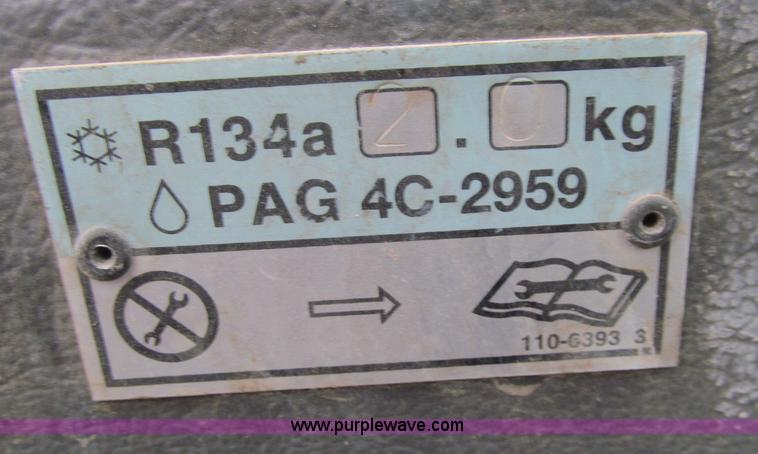 R134a 2.0 kg
PAG 4C-2959
110-6393 3
www.purplewave.com